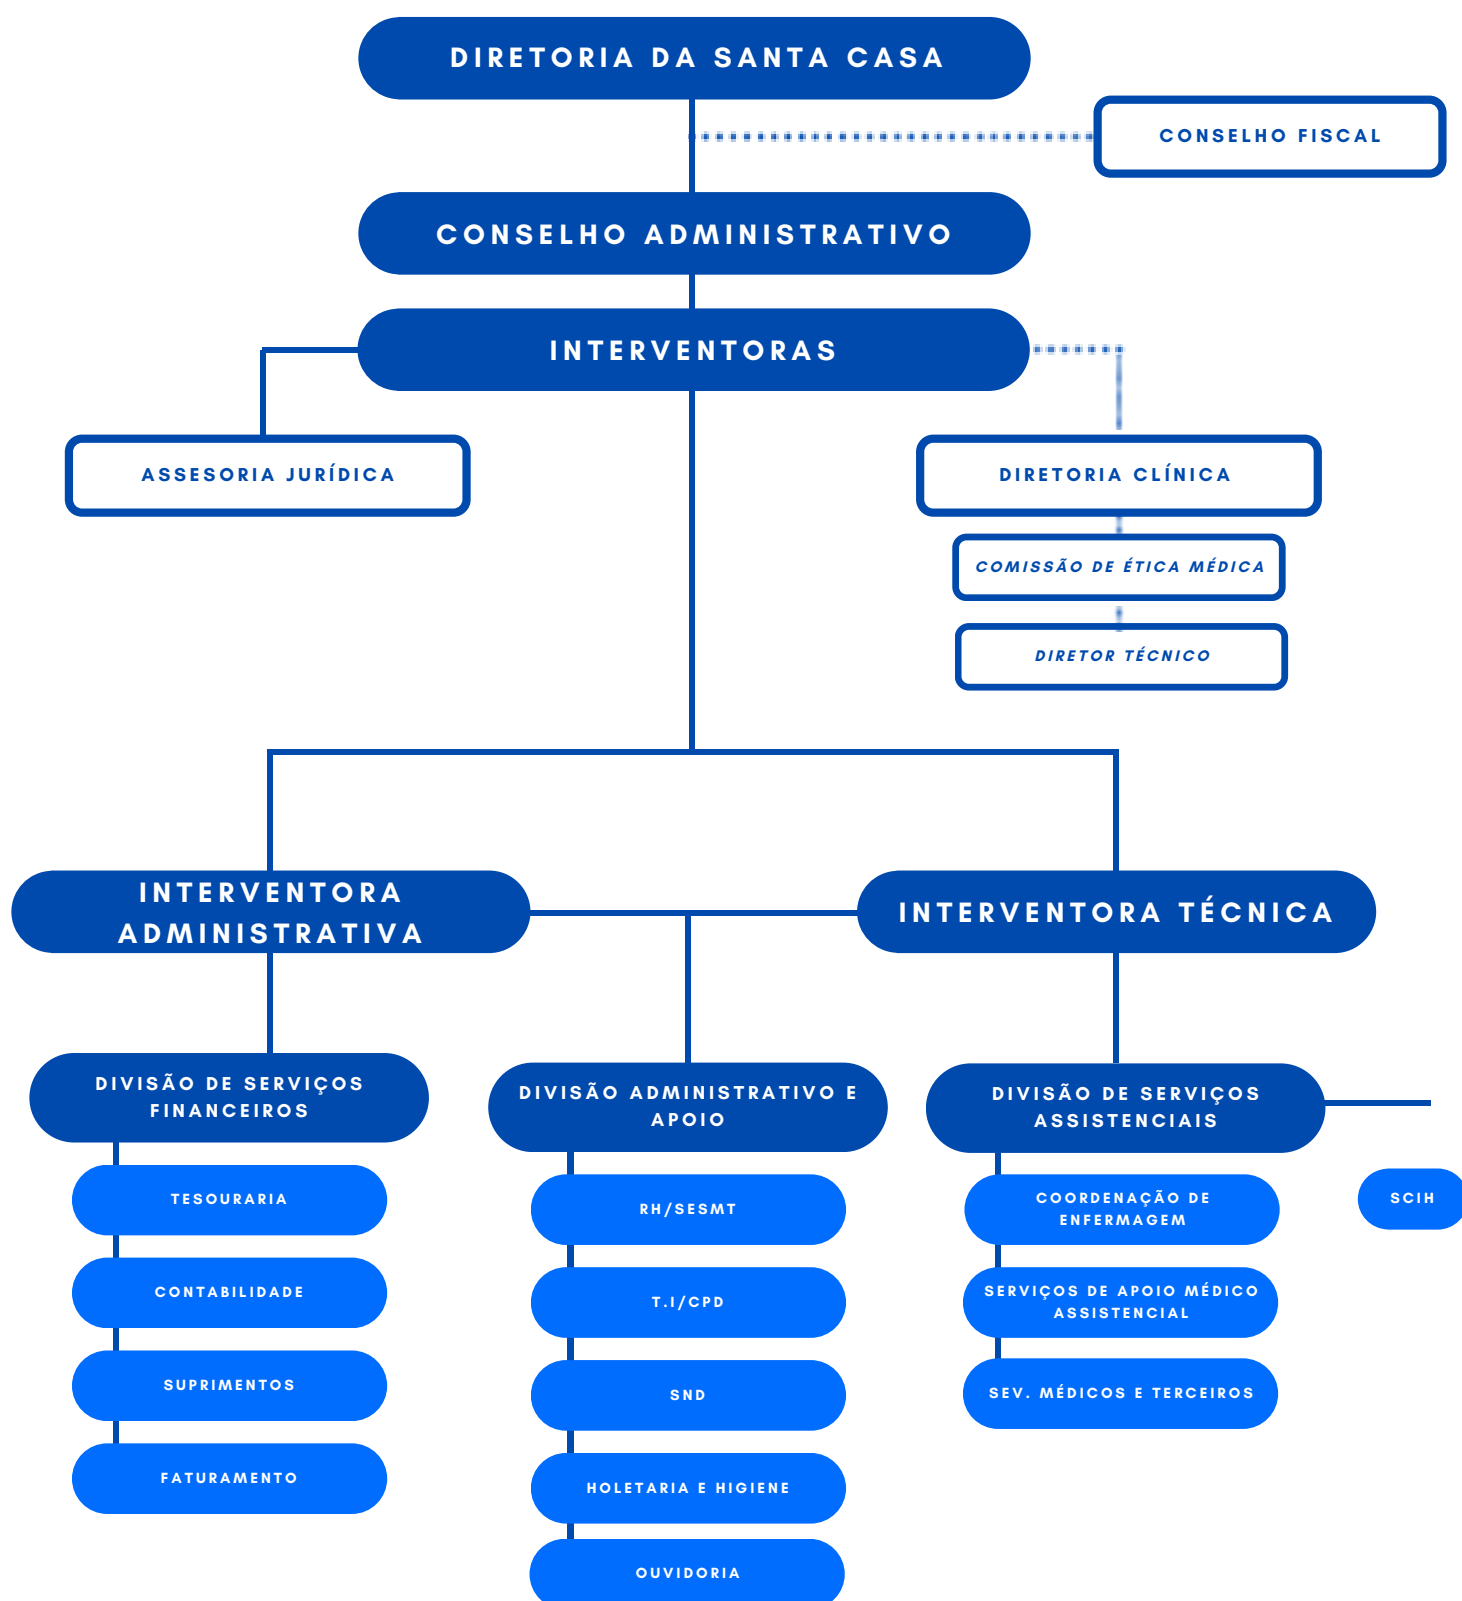 DIRETORIA DA SANTA CASA
CONSELHO FISCAL
CONSELHO ADMINISTRATIVO
INTERVENTORAS
ASSESORIA JURÍDICA
DIRETORIA CLÍNICA
COMISSÃO DE ÉTICA MÉDICA
DIRETOR TÉCNICO
INTERVENTORA
ADMINISTRATIVA
INTERVENTORA TÉCNICA
DIVISÃO DE SERVIÇOS
FINANCEIROS
TESOURARIA
CONTABILIDADE
SUPRIMENTOS
FATURAMENTO
DIVISÃO ADMINISTRATIVO E
APOIO
RH/SESMT
T.I/CPD
SND
HOLETARIA E HIGIENE
OUVIDORIA
DIVISÃO DE SERVIÇOS
ASSISTENCIAIS
COORDENAÇÃO DE
ENFERMAGEM
SERVIÇOS DE APOIO MÉDICO
ASSISTENCIAL
SEV. MÉDICOS E TERCEIROS
SCIH